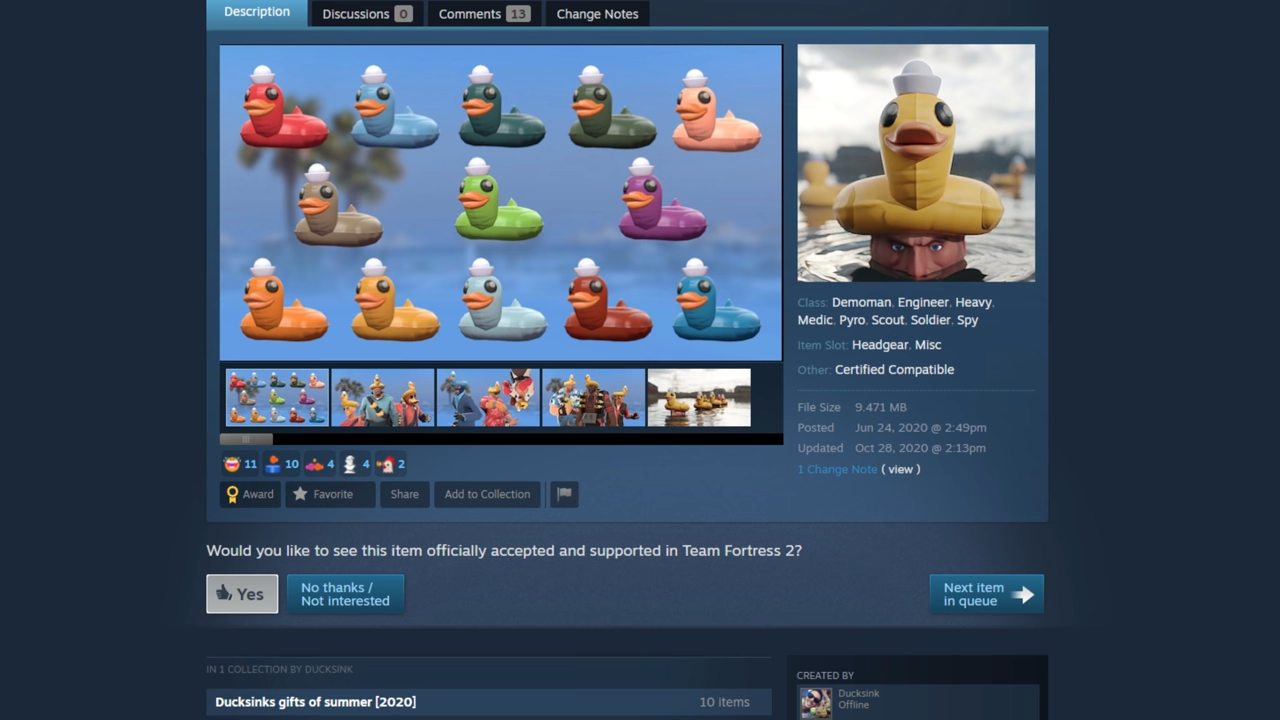 Description
Discussions 0
Comments 13
Change Notes
Class: Demoman, Engineer, Heavy,
Medic, Pyro, Scout, Soldier, Spy
Item Slot: Headgear, Misc
Other: Certified Compatible
File Size 9.471 MB
Posted Jun 24, 2020 @ 2:49pm
Updated Oct 28, 2020 @ 2:13pm
1 Change Note ( view )
11 10 4 4 2
Award
Favorite
Share
Add to Collection
Would you like to see this item officially accepted and supported in Team Fortress 2?
Yes
No thanks /
Not interested
Next item
in queue
IN 1 COLLECTION BY DUCKSINK
Ducksinks gifts of summer [2020] 10 items
CREATED BY
Ducksink
Offline